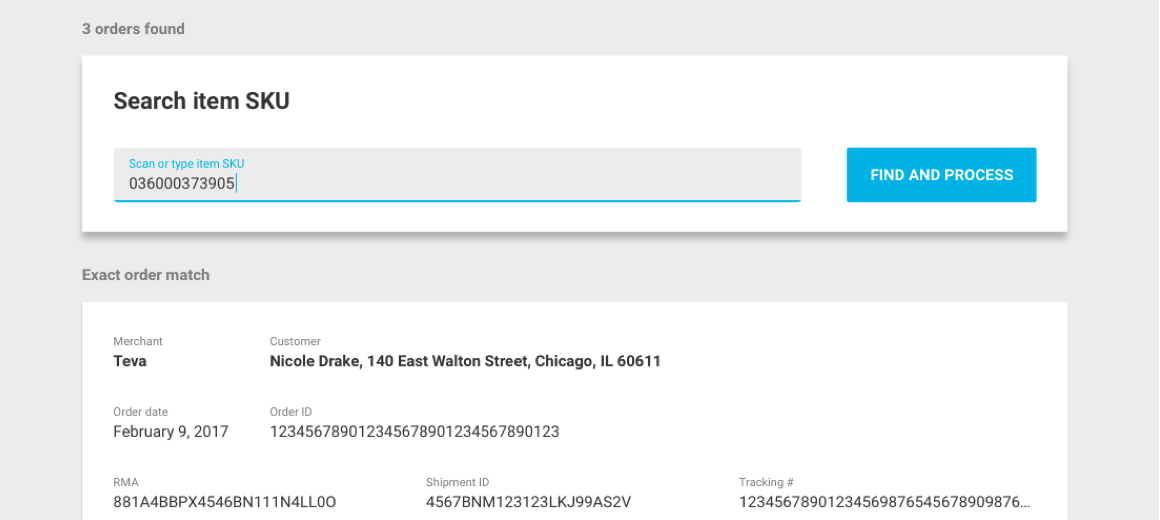 3 orders found
Search item SKU
Scan or type item SKU
036000373905
FIND AND PROCESS
Exact order match
Merchant Customer
Teva Nicole Drake, 140 East Walton Street, Chicago, IL 60611
Order date Order ID
February 9, 2017 123456789012345678901234567890123
RMA Shipment ID Tracking #
881A4BBPX4546BN111N4LL0O 4567BNM123123LKJ99AS2V 12345678901234569876545678909876...